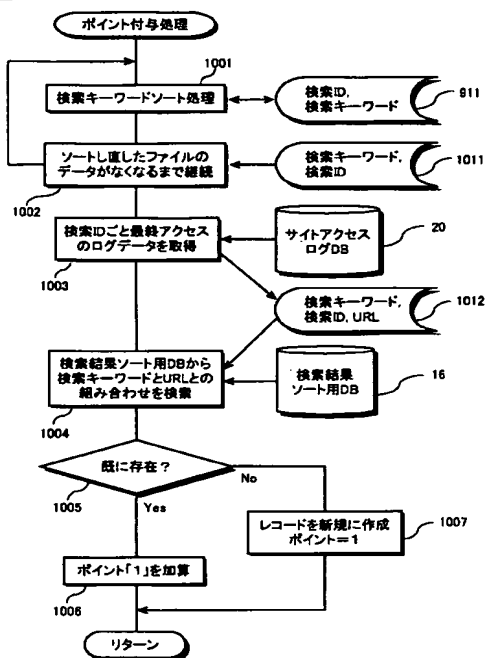 ポイント付与処理
1001
検索キーワードソート処理
検索ID,
検索キーワード
911
ソートし直したファイルの
データがなくなるまで継続
1002
検索キーワード,
検索ID
1011
検索IDごと最終アクセス
のログデータを取得
1003
サイトアクセス
ログDB
20
検索キーワード,
検索ID, URL
1012
検索結果ソート用DBから
検索キーワードとURLとの
組み合わせを検索
1004
検索結果
ソート用DB
16
既に存在？
1005
No
Yes
レコードを新規に作成
ポイント＝1
1007
ポイント「1」を加算
1006
リターン